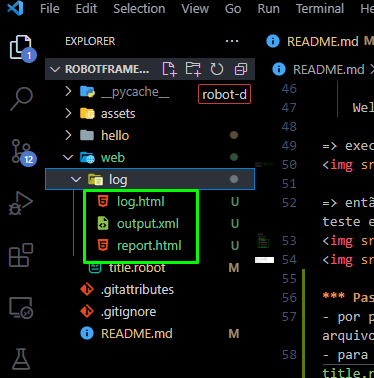 File Edit Selection View Go Run Terminal
EXPLORER
ROBOTFRAME...
__pycache__
robot-d
assets
hello
web
log
log.html U
output.xml U
report.html U
title.robot M
.gitattributes
.gitignore
README.md M
1
12
README.md M
README.md
46
47 Wel
48
49 => exec
50 <img sr
51
52 => entã
teste e
53 <img sr
54 <img sr
55
56 *** Pas
57 - por p
arquivo
58 - para
title.r